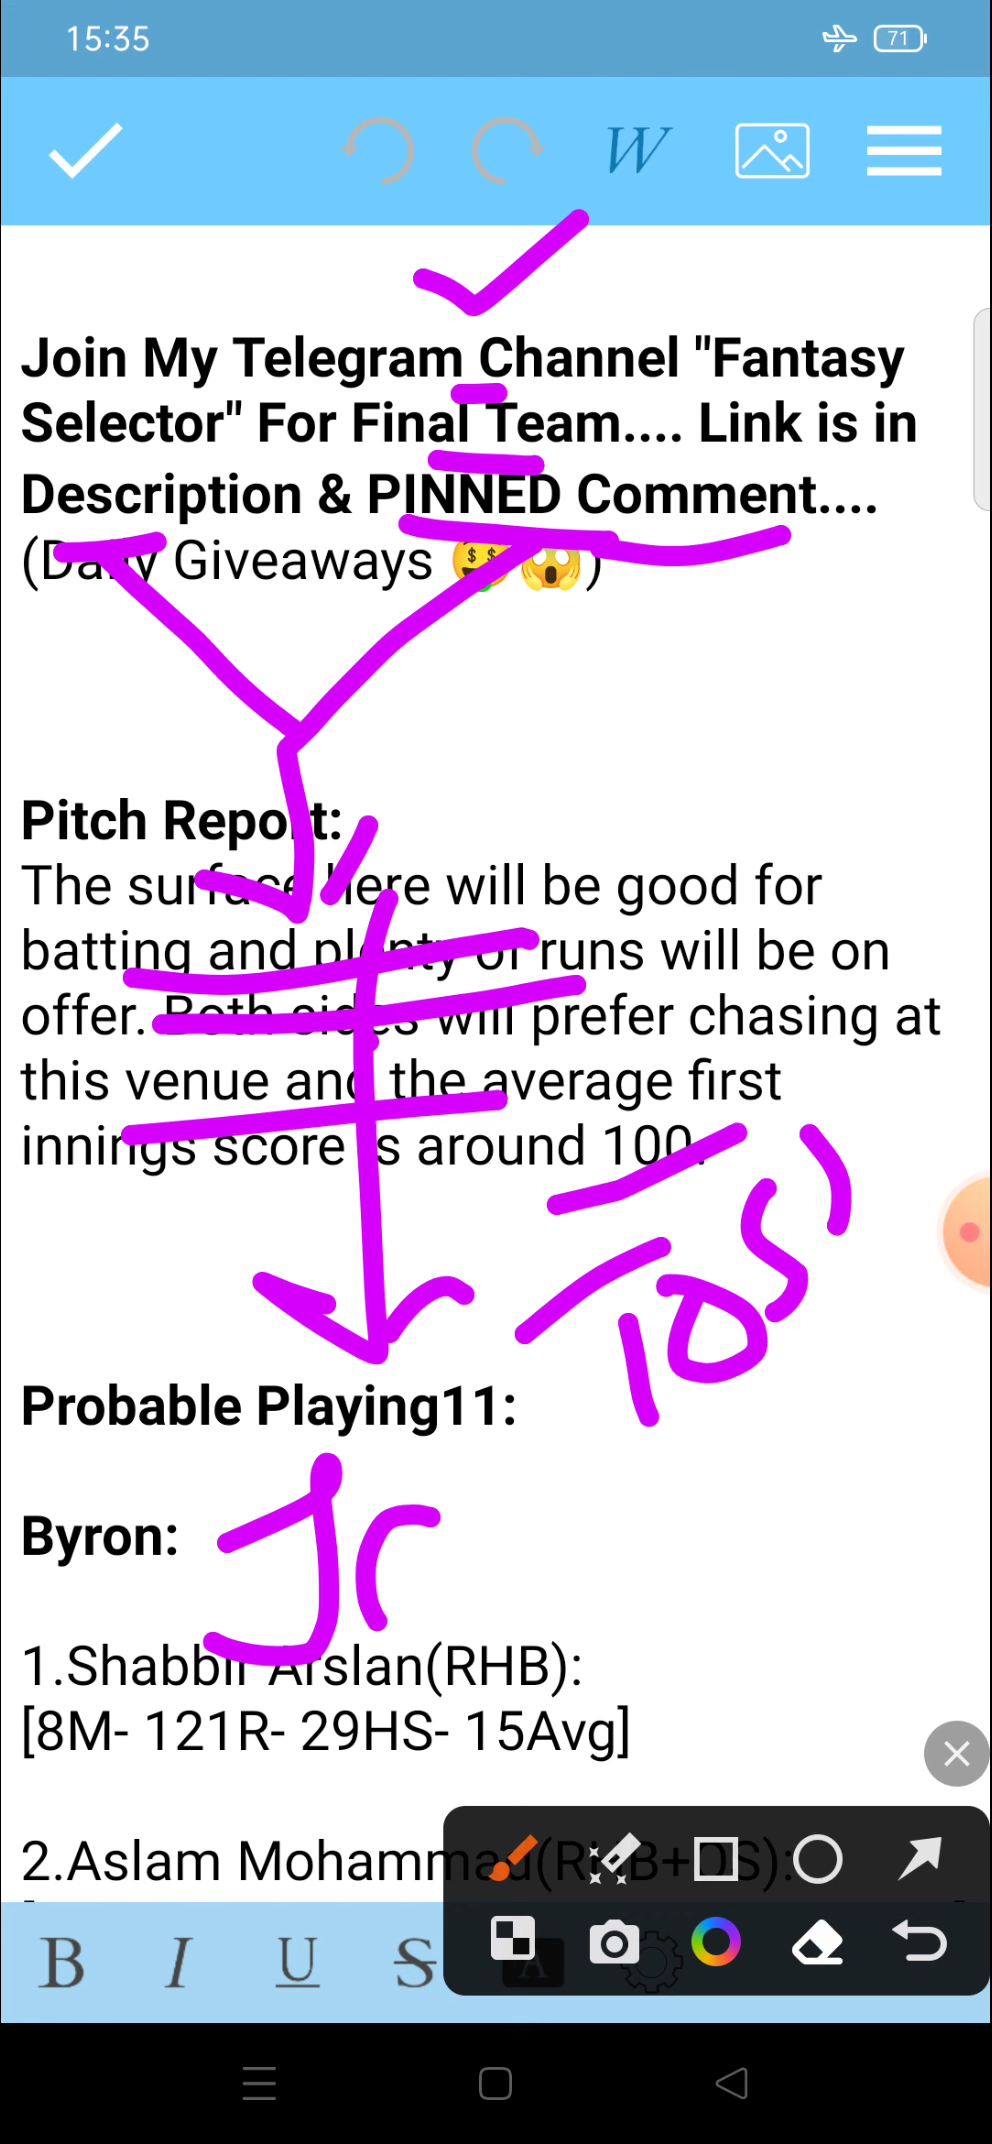 15:35
71
W
Join My Telegram Channel "Fantasy
Selector" For Final Team.... Link is in
Description & PINNED Comment....
(Daily Giveaways 🤑😱)
Pitch Report:
The surface here will be good for
batting and plenty of runs will be on
offer. Both sides will prefer chasing at
this venue and the average first
innings score is around 100.
Tos
Probable Playing11:
Byron:
1.Shabbir Arslan(RHB):
[8M- 121R- 29HS- 15Avg]
2.Aslam Mohammad(RHB+OS):
B I U S A